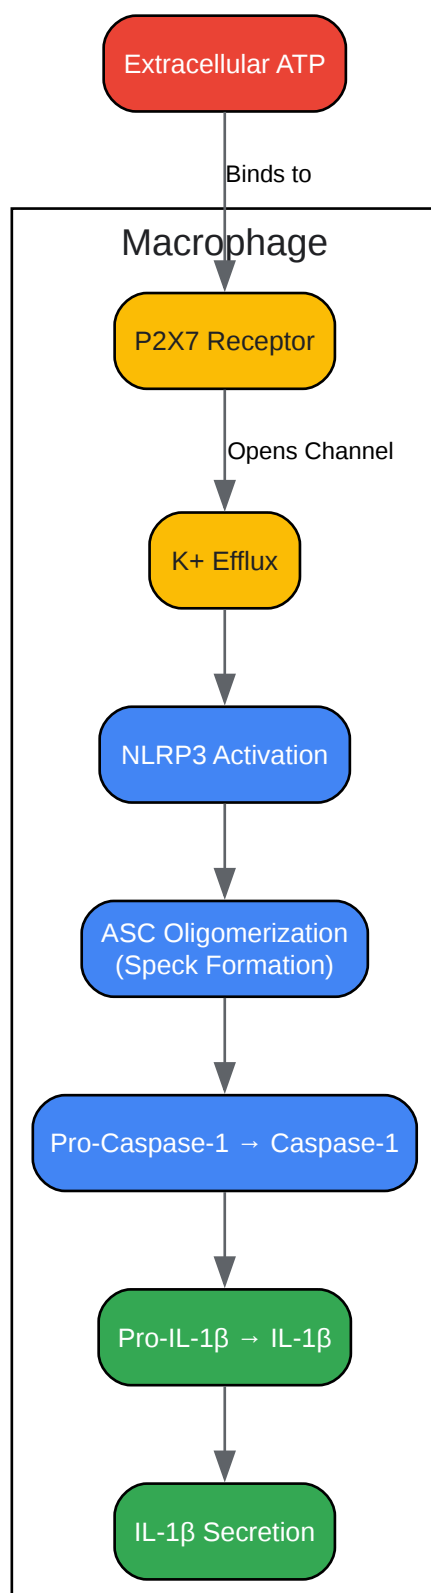 Extracellular ATP
Binds to
Macrophage
P2X7 Receptor
Opens Channel
K+ Efflux
NLRP3 Activation
ASC Oligomerization
(Speck Formation)
Pro-Caspase-1 → Caspase-1
Pro-IL-1β → IL-1β
IL-1β Secretion